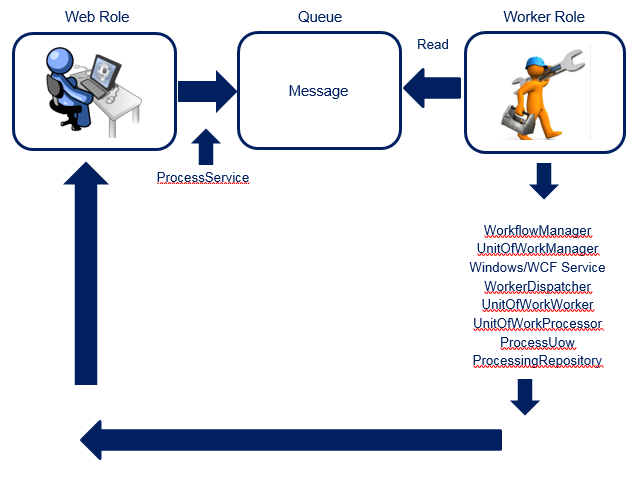 Web Role
Queue
Worker Role
Read
Message
ProcessService
WorkflowManager
UnitOfWorkManager
Windows/WCF Service
WorkerDispatcher
UnitOfWorkWorker
UnitOfWorkProcessor
ProcessUow
ProcessingRepository